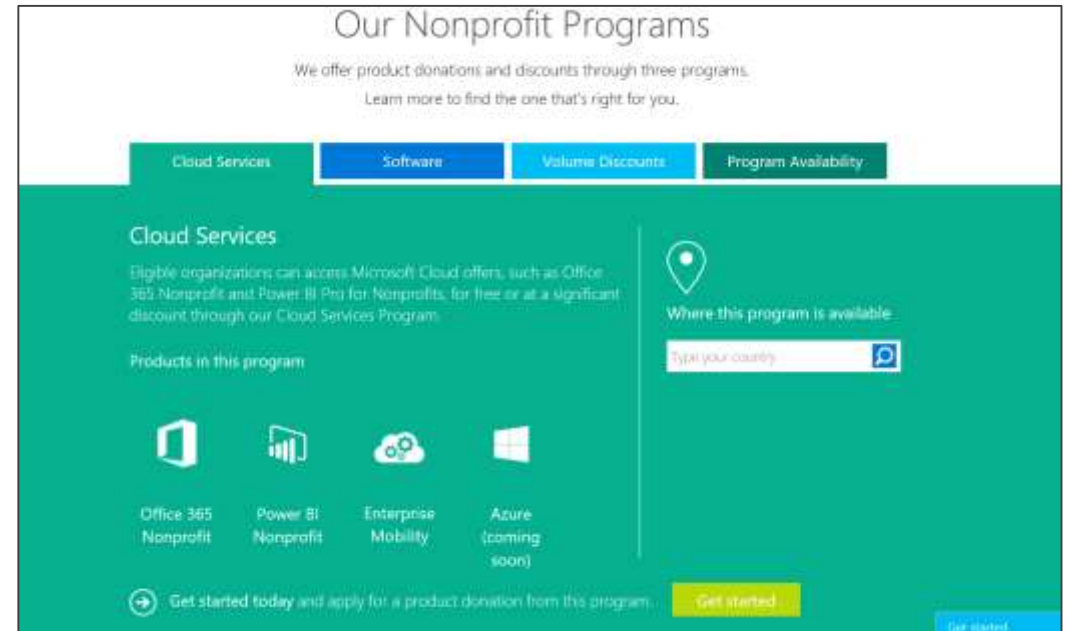 Our Nonprofit Programs
We offer product donations and discounts through three programs.
Learn more to find the one that's right for you.
Cloud Services
Software
Volume Discounts
Program Availability
Cloud Services
Eligible organizations can access Microsoft Cloud offers, such as Office
365 Nonprofit and Power BI Pro for Nonprofits, for free or at a significant
discount through our Cloud Services Program.
Products in this program
Where this program is available
Type your country
Office 365
Nonprofit
Power BI
Nonprofit
Enterprise
Mobility
Azure
(coming
soon)
Get started today and apply for a product donation from this program.
Get started
Get started